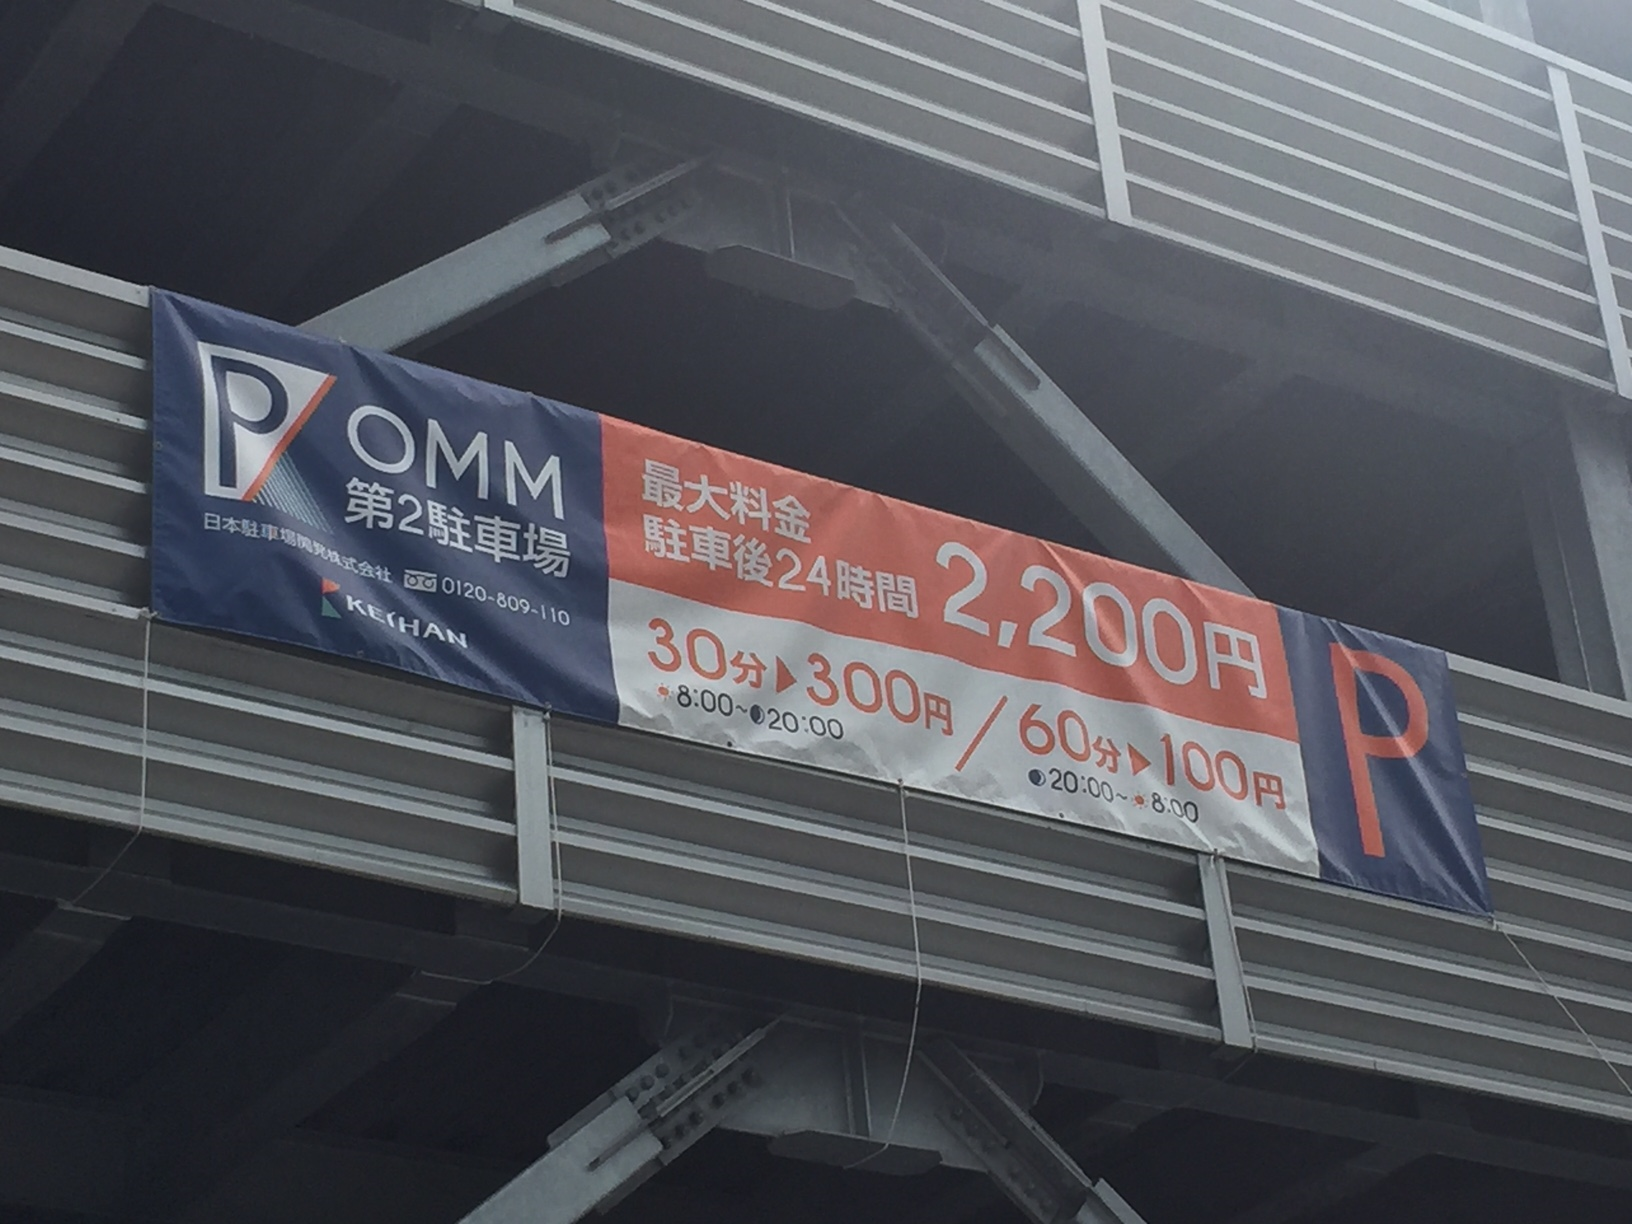 P
OMM
第2駐車場
日本駐車場開発株式会社 0120-809-110
KEIHAN
最大料金
駐車後24時間 2,200円
30分▶300円 / 60分▶100円
8:00~20:00 20:00~8:00
P